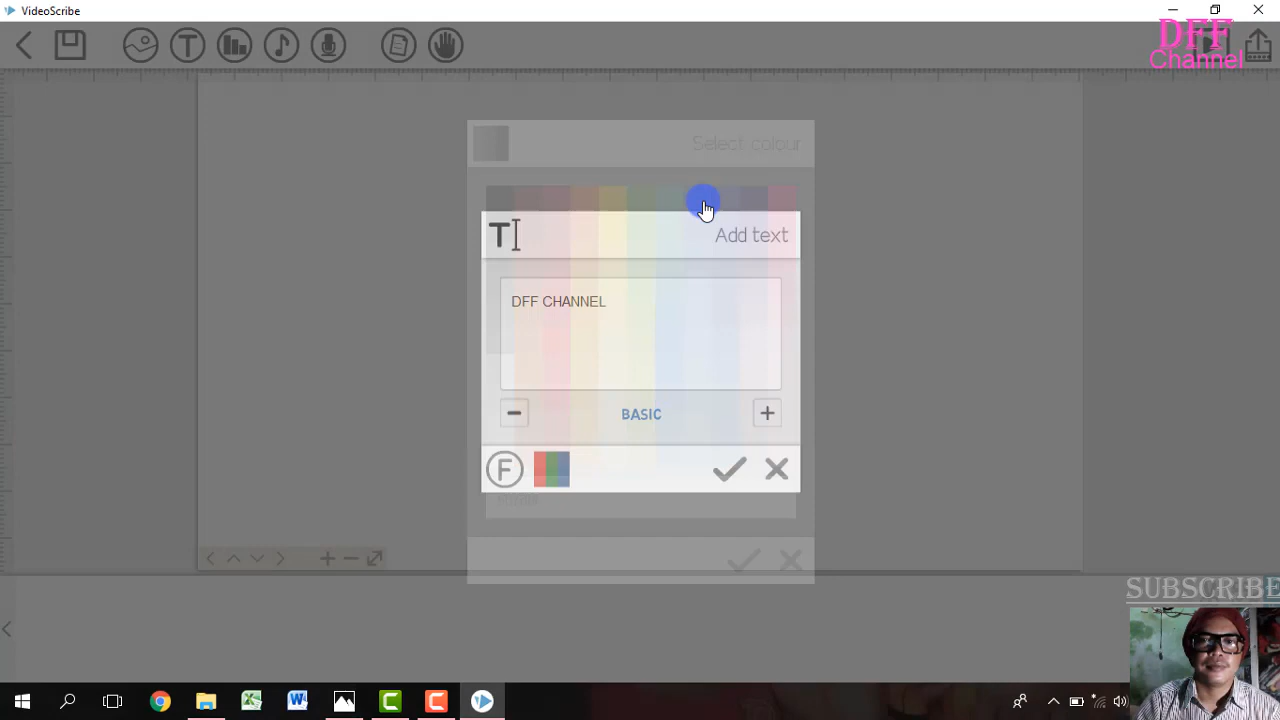 VideoScribe
DFF
Channel
Select colour
Add text
DFF CHANNEL
BASIC
F
SUBSCRIBE